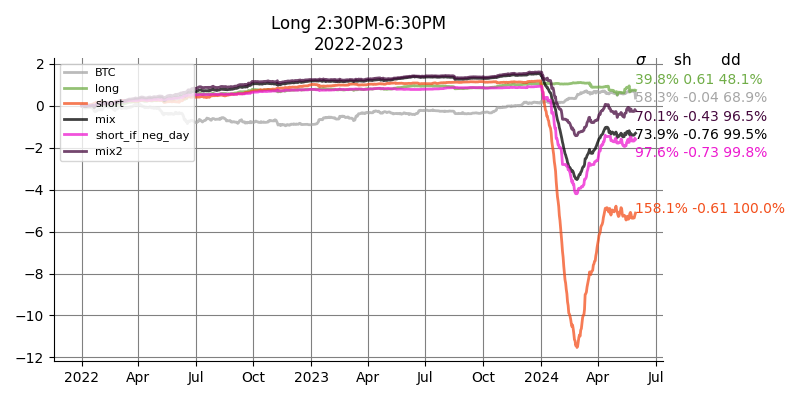 Long 2:30PM-6:30PM
2022-2023
σ sh dd
39.8% 0.61 48.1%
58.3% -0.04 68.9%
70.1% -0.43 96.5%
73.9% -0.76 99.5%
97.6% -0.73 99.8%
158.1% -0.61 100.0%
BTC
long
short
mix
short_if_neg_day
mix2
2
0
−2
−4
−6
−8
−10
−12
2022 Apr Jul Oct 2023 Apr Jul Oct 2024 Apr Jul